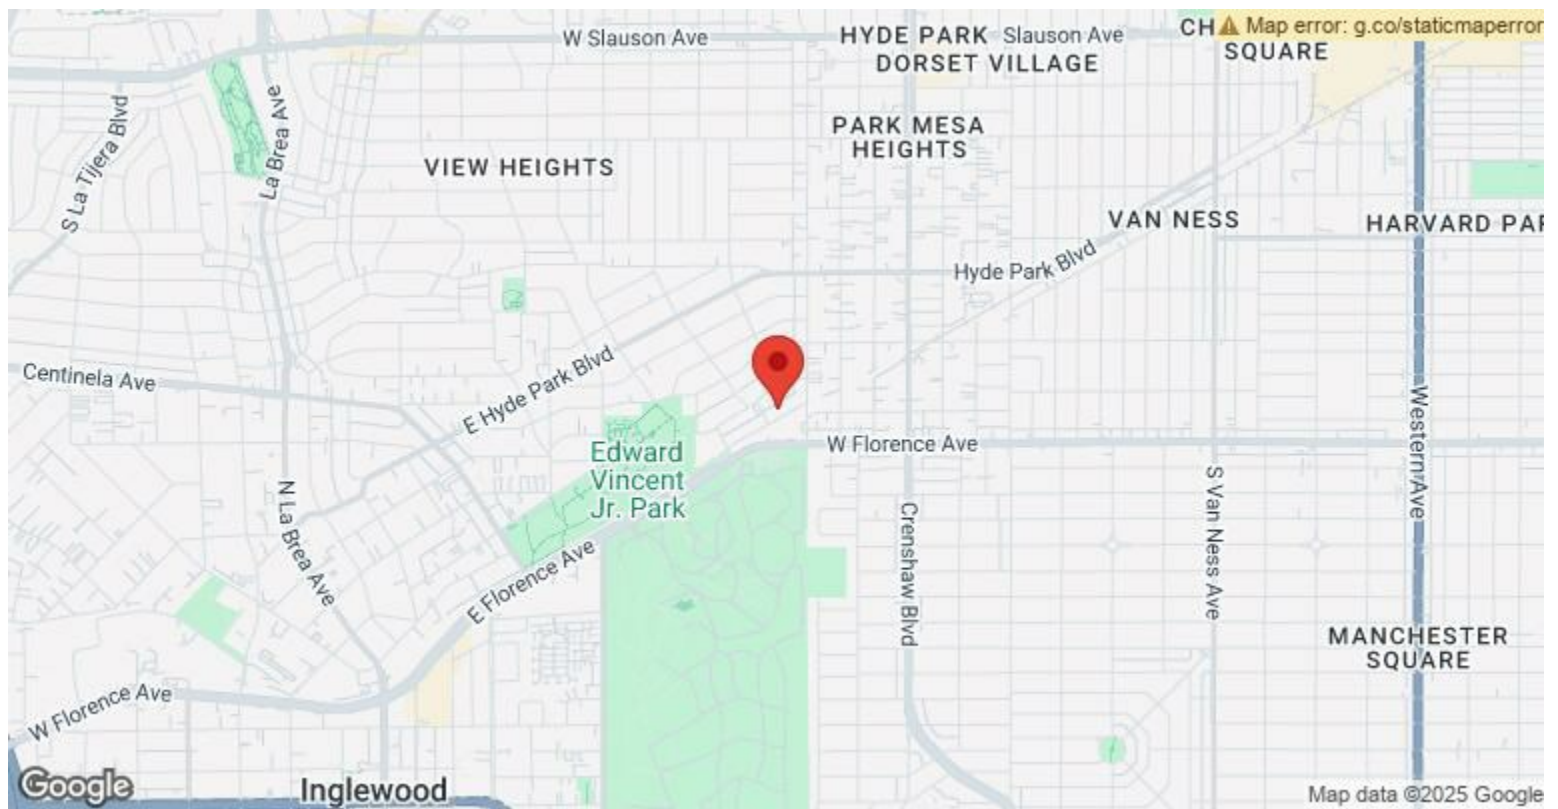 W Slauson Ave
HYDE PARK
Slauson Ave
CH
Map error: g.co/staticmaperror
SQUARE
DORSET VILLAGE
S La Tijera Blvd
La Brea Ave
PARK MESA
HEIGHTS
VIEW HEIGHTS
VAN NESS
HARVARD PAR
Hyde Park Blvd
Centinela Ave
E Hyde Park Blvd
Western Ave
W Florence Ave
Edward
Vincent
Jr. Park
N La Brea Ave
S Van Ness Ave
Crenshaw Blvd
E Florence Ave
MANCHESTER
SQUARE
W Florence Ave
Google
Inglewood
Map data ©2025 Google